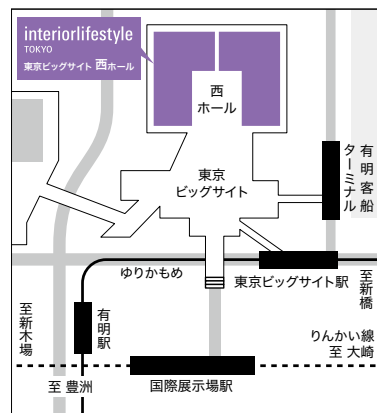 interiorlifestyle
TOKYO
東京ビッグサイト 西ホール
西
ホール
東京
ビッグサイト
有明客船
ターミナル
ゆりかもめ
東京ビッグサイト駅
至新橋
至新木場
有明駅
りんかい線
至 大崎
至 豊洲
国際展示場駅